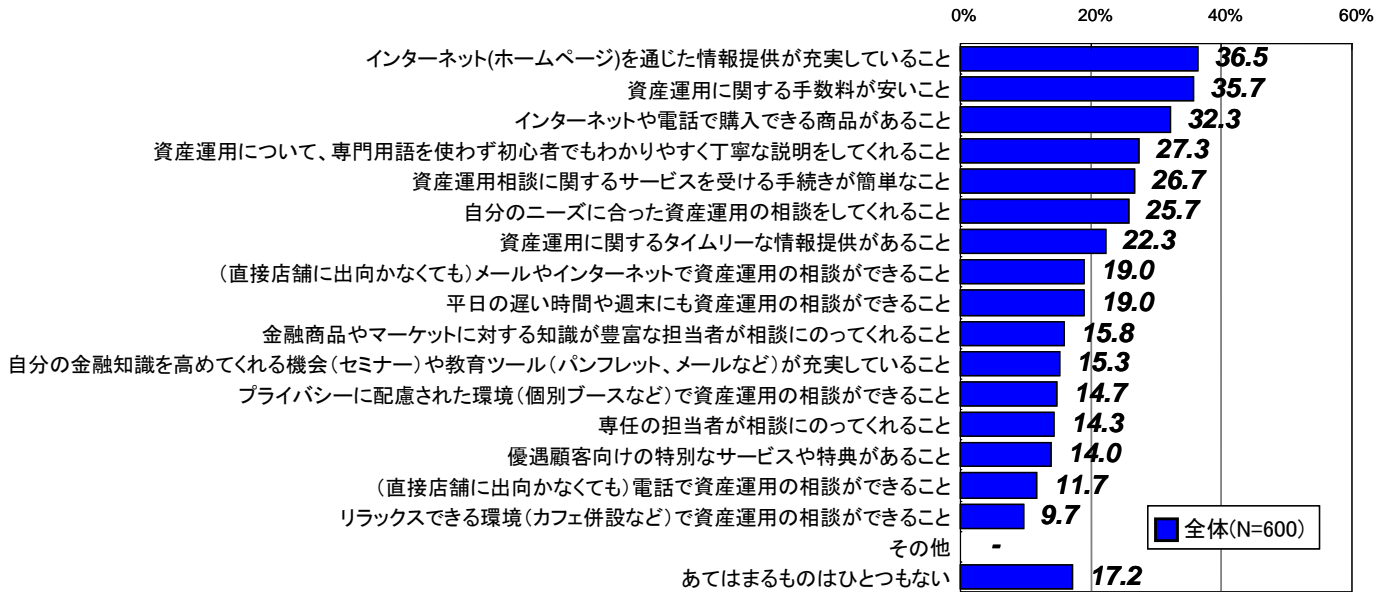 0% 20% 40% 60%
インターネット(ホームページ)を通じた情報提供が充実していること 36.5
資産運用に関する手数料が安いこと 35.7
インターネットや電話で購入できる商品があること 32.3
資産運用について、専門用語を使わず初心者でもわかりやすく丁寧な説明をしてくれること 27.3
資産運用相談に関するサービスを受ける手続きが簡単なこと 26.7
自分のニーズに合った資産運用の相談をしてくれること 25.7
資産運用に関するタイムリーな情報提供があること 22.3
(直接店舗に出向かなくても)メールやインターネットで資産運用の相談ができること 19.0
平日の遅い時間や週末にも資産運用の相談ができること 19.0
金融商品やマーケットに対する知識が豊富な担当者が相談にのってくれること 15.8
自分の金融知識を高めてくれる機会(セミナー)や教育ツール(パンフレット、メールなど)が充実していること 15.3
プライバシーに配慮された環境(個別ブースなど)で資産運用の相談ができること 14.7
専任の担当者が相談にのってくれること 14.3
優遇顧客向けの特別なサービスや特典があること 14.0
(直接店舗に出向かなくても)電話で資産運用の相談ができること 11.7
リラックスできる環境(カフェ併設など)で資産運用の相談ができること 9.7
その他 -
あてはまるものはひとつもない 17.2
全体(N=600)